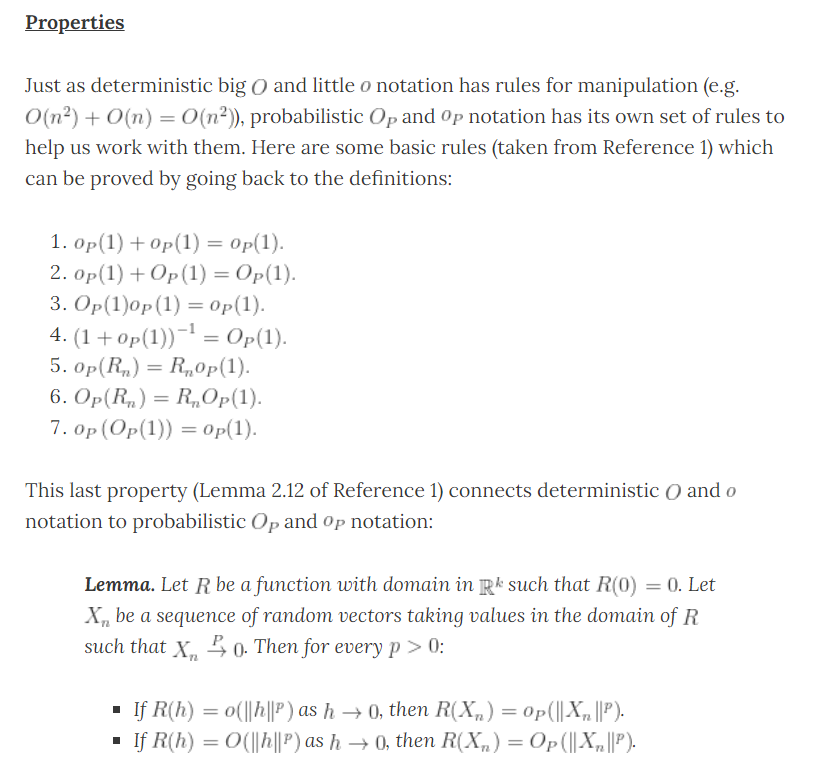 Properties
Just as deterministic big O and little o notation has rules for manipulation (e.g.
O(n²) + O(n) = O(n²)), probabilistic O_P and o_P notation has its own set of rules to
help us work with them. Here are some basic rules (taken from Reference 1) which
can be proved by going back to the definitions:
1. o_P(1) + o_P(1) = o_P(1).
2. o_P(1) + O_P(1) = O_P(1).
3. O_P(1)o_P(1) = o_P(1).
4. (1 + o_P(1))⁻¹ = O_P(1).
5. o_P(R_n) = R_n o_P(1).
6. O_P(R_n) = R_n O_P(1).
7. o_P(O_P(1)) = o_P(1).
This last property (Lemma 2.12 of Reference 1) connects deterministic O and o
notation to probabilistic O_P and o_P notation:
Lemma. Let R be a function with domain in ℝᵏ such that R(0) = 0. Let
X_n be a sequence of random vectors taking values in the domain of R
such that X_n →ᴾ 0. Then for every p > 0:
▪ If R(h) = o(‖h‖ᵖ) as h → 0, then R(X_n) = o_P(‖X_n‖ᵖ).
▪ If R(h) = O(‖h‖ᵖ) as h → 0, then R(X_n) = O_P(‖X_n‖ᵖ).